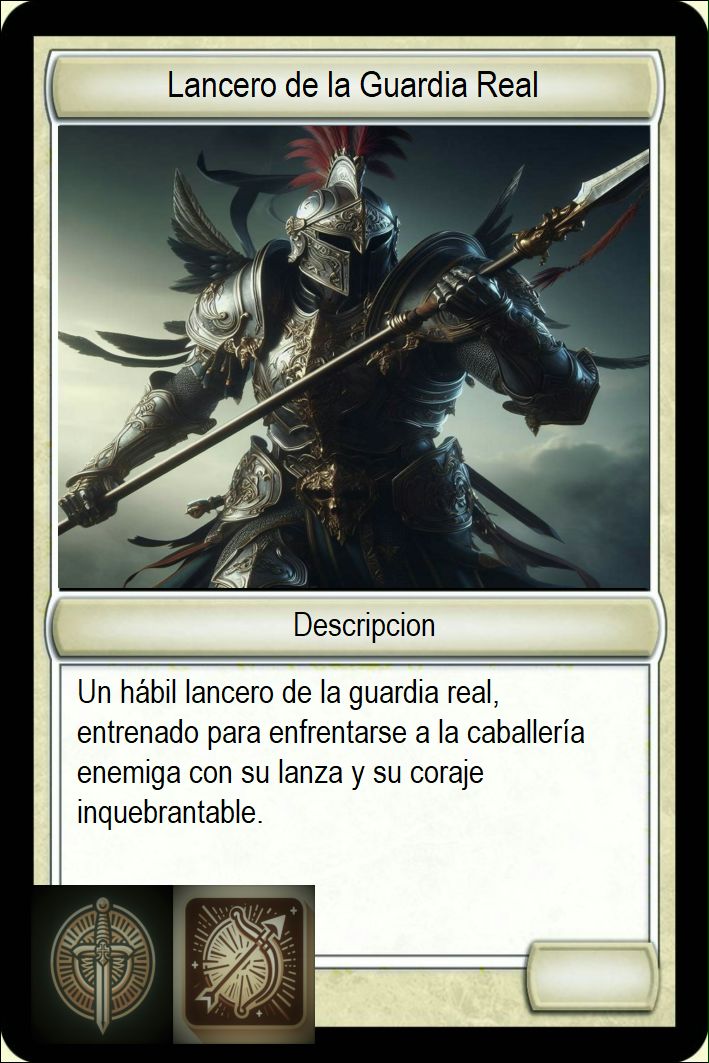 Lancero de la Guardia Real
Descripcion
Un hábil lancero de la guardia real,
entrenado para enfrentarse a la caballería
enemiga con su lanza y su coraje
inquebrantable.